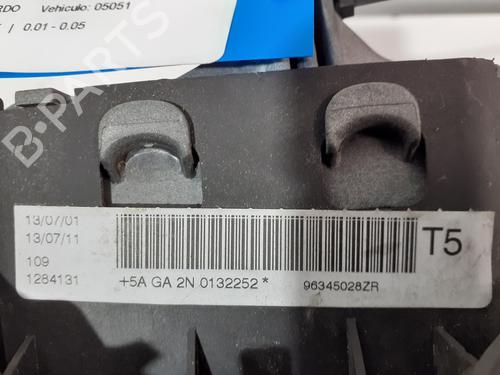 RDO Vehiculo: 05051
/ 0.01 - 0.05
B-PARTS
13/07/01
13/07/11
109
1284131
+5A GA 2N 0132252 *
96345028ZR
T5